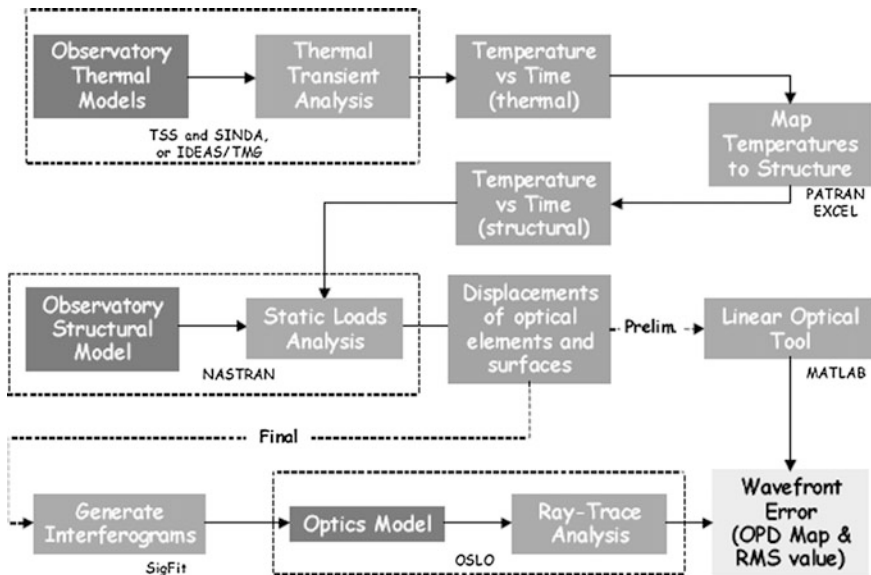 Observatory
Thermal
Models
Thermal
Transient
Analysis
TSS and SINDA,
or IDEAS/TMG
Temperature
vs Time
(thermal)
Map
Temperatures
to Structure
PATRAN
EXCEL
Temperature
vs Time
(structural)
Observatory
Structural
Model
Static Loads
Analysis
NASTRAN
Displacements
of optical
elements and
surfaces
Prelim.
Linear Optical
Tool
MATLAB
Final
Generate
Interferograms
SigFit
Optics Model
Ray-Trace
Analysis
OSLO
Wavefront
Error
(OPD Map &
RMS value)